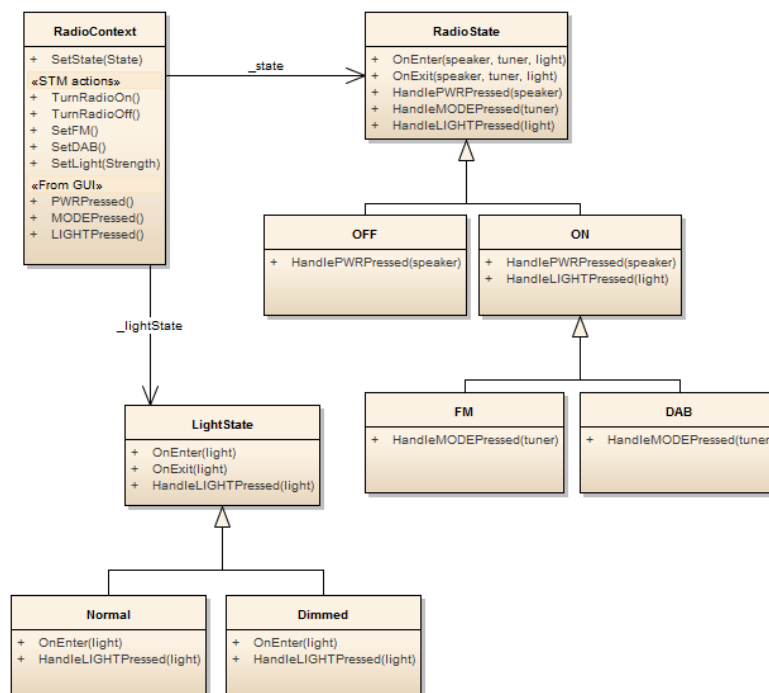 RadioContext
+ SetState(State)
«STM actions»
+ TurnRadioOn()
+ TurnRadioOff()
+ SetFM()
+ SetDAB()
+ SetLight(Strength)
«From GUI»
+ PWRPressed()
+ MODEPressed()
+ LIGHTPressed()
_state
RadioState
+ OnEnter(speaker, tuner, light)
+ OnExit(speaker, tuner, light)
+ HandlePWRPressed(speaker)
+ HandleMODEPressed(tuner)
+ HandleLIGHTPressed(light)
OFF
+ HandlePWRPressed(speaker)
ON
+ HandlePWRPressed(speaker)
+ HandleLIGHTPressed(light)
_lightState
FM
+ HandleMODEPressed(tuner)
DAB
+ HandleMODEPressed(tuner
LightState
+ OnEnter(light)
+ OnExit(light)
+ HandleLIGHTPressed(light)
Normal
+ OnEnter(light)
+ HandleLIGHTPressed(light)
Dimmed
+ OnEnter(light)
+ HandleLIGHTPressed(light)